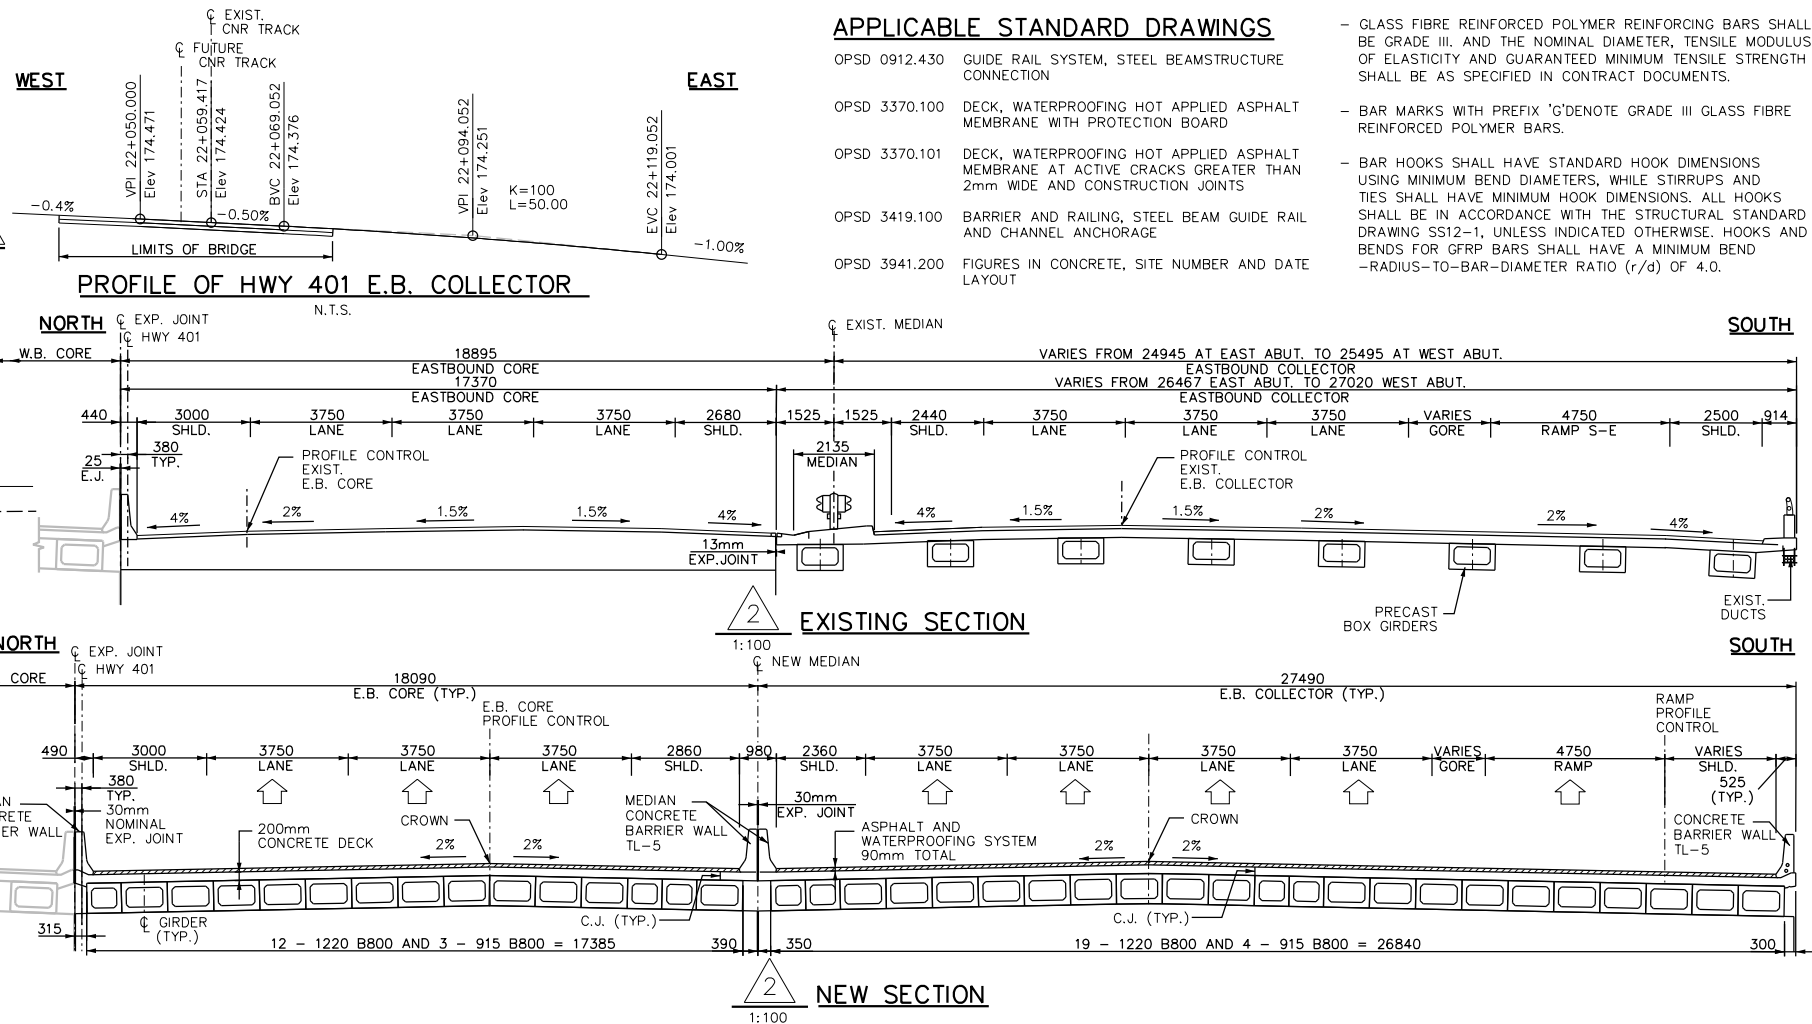 WEST
EAST
℄ EXIST.
CNR TRACK
℄ FUTURE
CNR TRACK
VPI 22+050.000
Elev 174.471
STA 22+059.417
Elev 174.424
BVC 22+069.052
Elev 174.376
VPI 22+094.052
Elev 174.251
K=100
L=50.00
EVC 22+119.052
Elev 174.001
-0.4%
-0.50%
-1.00%
LIMITS OF BRIDGE
PROFILE OF HWY 401 E.B. COLLECTOR
N.T.S.
APPLICABLE STANDARD DRAWINGS
OPSD 0912.430 GUIDE RAIL SYSTEM, STEEL BEAMSTRUCTURE
CONNECTION
OPSD 3370.100 DECK, WATERPROOFING HOT APPLIED ASPHALT
MEMBRANE WITH PROTECTION BOARD
OPSD 3370.101 DECK, WATERPROOFING HOT APPLIED ASPHALT
MEMBRANE AT ACTIVE CRACKS GREATER THAN
2mm WIDE AND CONSTRUCTION JOINTS
OPSD 3419.100 BARRIER AND RAILING, STEEL BEAM GUIDE RAIL
AND CHANNEL ANCHORAGE
OPSD 3941.200 FIGURES IN CONCRETE, SITE NUMBER AND DATE
LAYOUT
- GLASS FIBRE REINFORCED POLYMER REINFORCING BARS SHALL
BE GRADE III. AND THE NOMINAL DIAMETER, TENSILE MODULUS
OF ELASTICITY AND GUARANTEED MINIMUM TENSILE STRENGTH
SHALL BE AS SPECIFIED IN CONTRACT DOCUMENTS.
- BAR MARKS WITH PREFIX 'G'DENOTE GRADE III GLASS FIBRE
REINFORCED POLYMER BARS.
- BAR HOOKS SHALL HAVE STANDARD HOOK DIMENSIONS
USING MINIMUM BEND DIAMETERS, WHILE STIRRUPS AND
TIES SHALL HAVE MINIMUM HOOK DIMENSIONS. ALL HOOKS
SHALL BE IN ACCORDANCE WITH THE STRUCTURAL STANDARD
DRAWING SS12-1, UNLESS INDICATED OTHERWISE. HOOKS AND
BENDS FOR GFRP BARS SHALL HAVE A MINIMUM BEND
-RADIUS-TO-BAR-DIAMETER RATIO (r/d) OF 4.0.
NORTH
℄ EXP. JOINT
℄ HWY 401
℄ EXIST. MEDIAN
SOUTH
W.B. CORE
18895
EASTBOUND CORE
VARIES FROM 24945 AT EAST ABUT. TO 25495 AT WEST ABUT.
EASTBOUND COLLECTOR
17370
EASTBOUND CORE
VARIES FROM 26467 EAST ABUT. TO 27020 WEST ABUT.
EASTBOUND COLLECTOR
440 3000 3750 3750 3750 2680 1525 1525 2440 3750 3750 3750 VARIES 4750 2500 914
SHLD. LANE LANE LANE SHLD. SHLD. LANE LANE LANE GORE RAMP S-E SHLD.
380
TYP.
25
E.J.
PROFILE CONTROL
EXIST.
E.B. CORE
2135
MEDIAN
PROFILE CONTROL
EXIST.
E.B. COLLECTOR
4% 2% 1.5% 1.5% 4% 4% 1.5% 1.5% 2% 2% 4%
13mm
EXP.JOINT
PRECAST
BOX GIRDERS
EXIST.
DUCTS
2 EXISTING SECTION
1:100
NORTH
℄ EXP. JOINT
℄ HWY 401
℄ NEW MEDIAN
SOUTH
CORE
18090
E.B. CORE (TYP.)
27490
E.B. COLLECTOR (TYP.)
E.B. CORE
PROFILE CONTROL
RAMP
PROFILE
CONTROL
490 3000 3750 3750 3750 2860 980 2360 3750 3750 3750 3750 VARIES 4750 VARIES
SHLD. LANE LANE LANE SHLD. SHLD. LANE LANE LANE LANE GORE RAMP SHLD.
525
(TYP.)
380
TYP.
30mm
NOMINAL
EXP. JOINT
200mm
CONCRETE DECK
CROWN
MEDIAN
CONCRETE
BARRIER WALL
TL-5
30mm
EXP. JOINT
ASPHALT AND
WATERPROOFING SYSTEM
90mm TOTAL
CROWN
CONCRETE
BARRIER WALL
TL-5
2% 2% 2% 2%
℄ GIRDER
(TYP.)
C.J. (TYP.)
C.J. (TYP.)
315 12 - 1220 B800 AND 3 - 915 B800 = 17385 390 350 19 - 1220 B800 AND 4 - 915 B800 = 26840 300
2 NEW SECTION
1:100